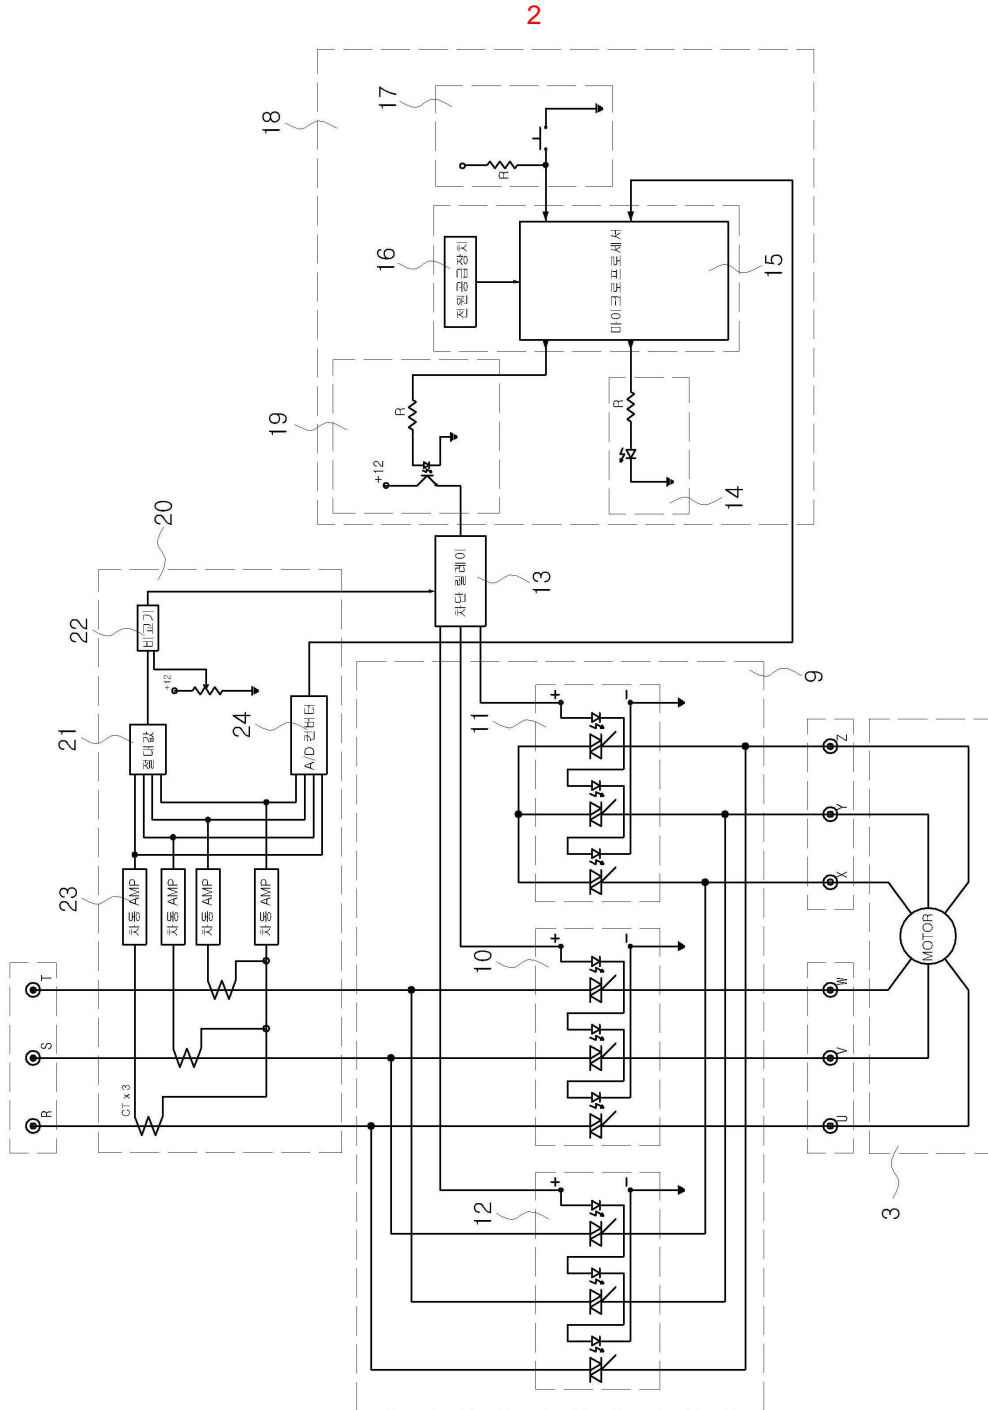 2
17
18
R
16
전원공급장치
마이크로프로세서
15
19
R
+12
R
14
20
차단 릴레이
13
22
비교기
+12
21
절대값
24
A/D 컨버터
9
11
+
−
23
차동 AMP
차동 AMP
차동 AMP
차동 AMP
Z
Y
X
10
+
−
MOTOR
T
S
R
CT x 3
W
V
U
12
+
−
3